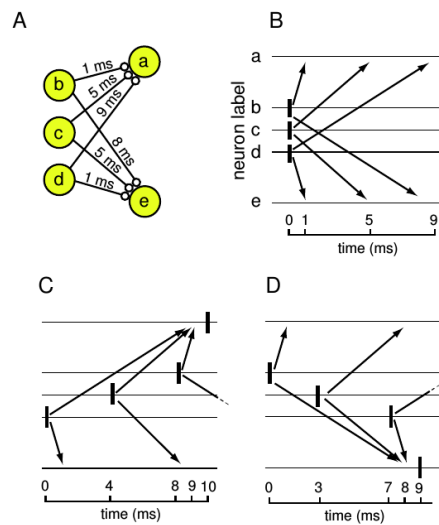 A
b
c
d
a
e
1 ms
5 ms
9 ms
8 ms
5 ms
1 ms
B
neuron label
a
b
c
d
e
0 1 5 9
time (ms)
C
0 4 8 9 10
time (ms)
D
0 3 7 8 9
time (ms)